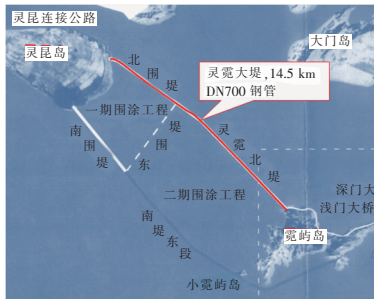 灵昆连接公路
灵昆岛
大门岛
灵霓大堤,14.5 km
DN700 钢管
北围堤
一期围涂工程
南围堤
东围堤
灵霓北堤
二期围涂工程
南堤东段
深门大
浅门大桥
霓屿岛
小霓屿岛